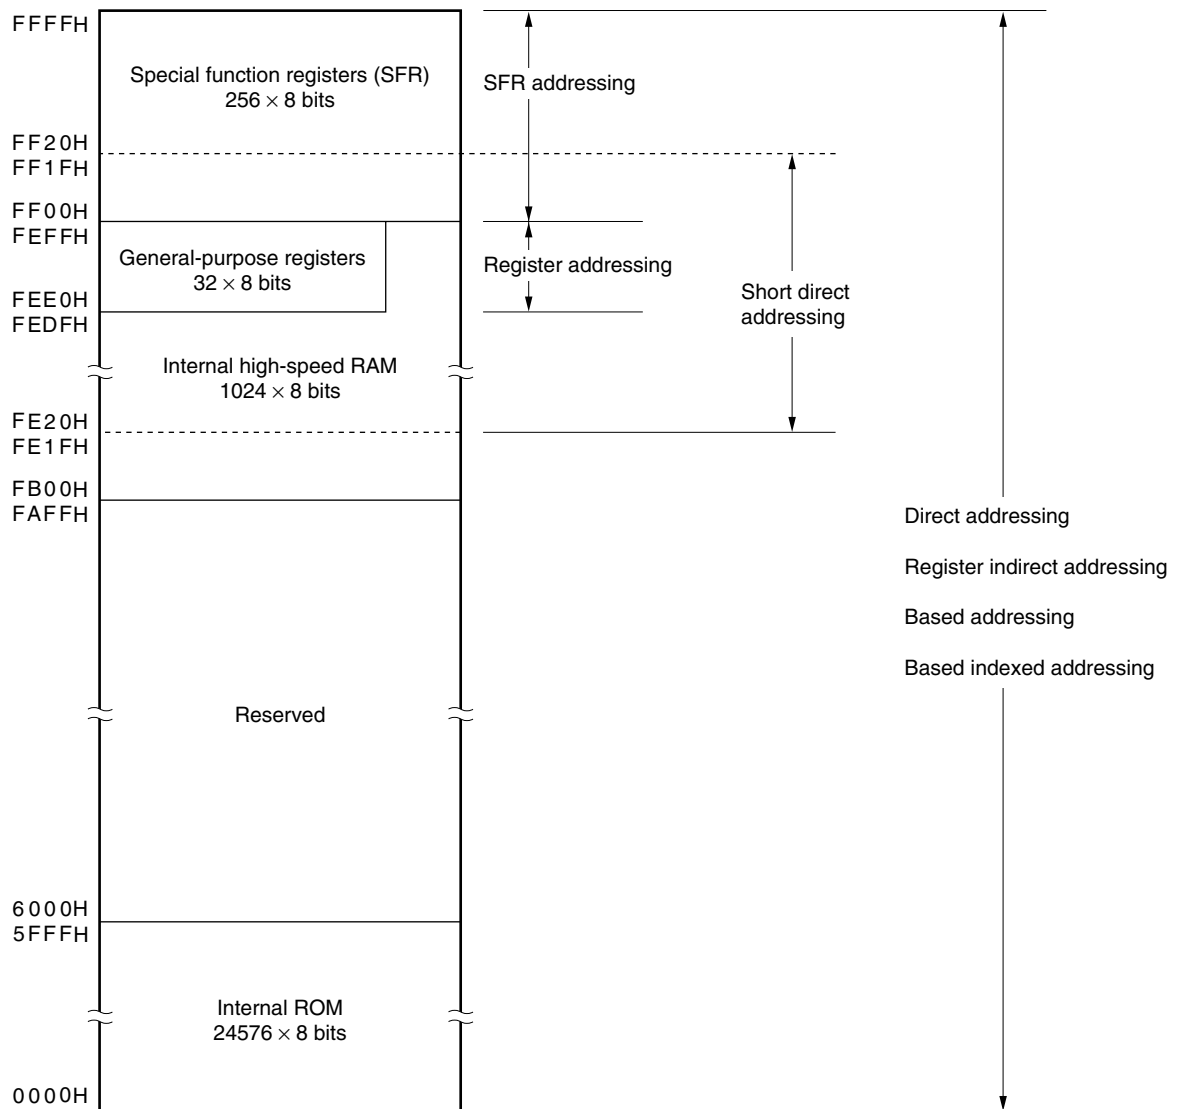 FFFFH
Special function registers (SFR)
256 × 8 bits
SFR addressing
FF20H
FF1FH
FF00H
FEFFH
General-purpose registers
32 × 8 bits
Register addressing
FEE0H
FEDFH
Short direct
addressing
Internal high-speed RAM
1024 × 8 bits
FE20H
FE1FH
FB00H
FAFFH
Direct addressing
Register indirect addressing
Based addressing
Based indexed addressing
Reserved
6000H
5FFFH
Internal ROM
24576 × 8 bits
0000H